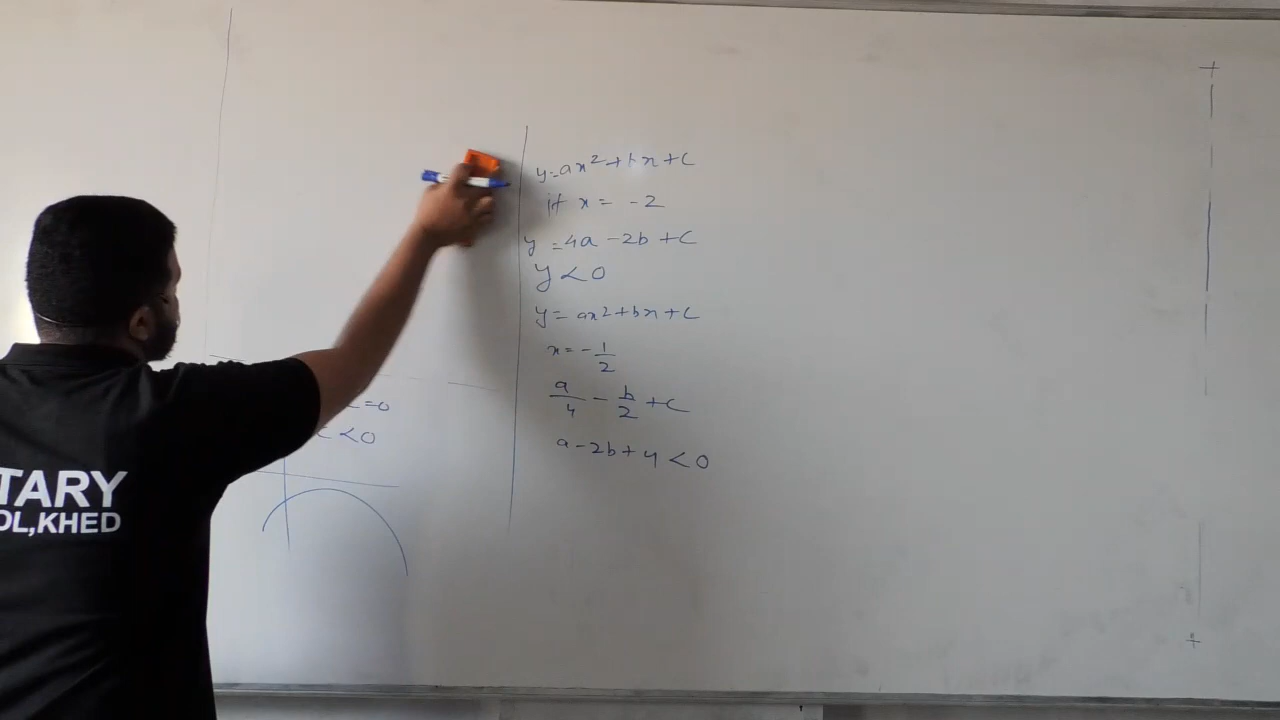 y=ax²+bx+c
if x = -2
y =4a-2b+c
y<0
y=ax²+bx+c
x=-1/2
a/4 - b/2 +c
a-2b+4<0
=0
c<0
TARY
OL,KHED